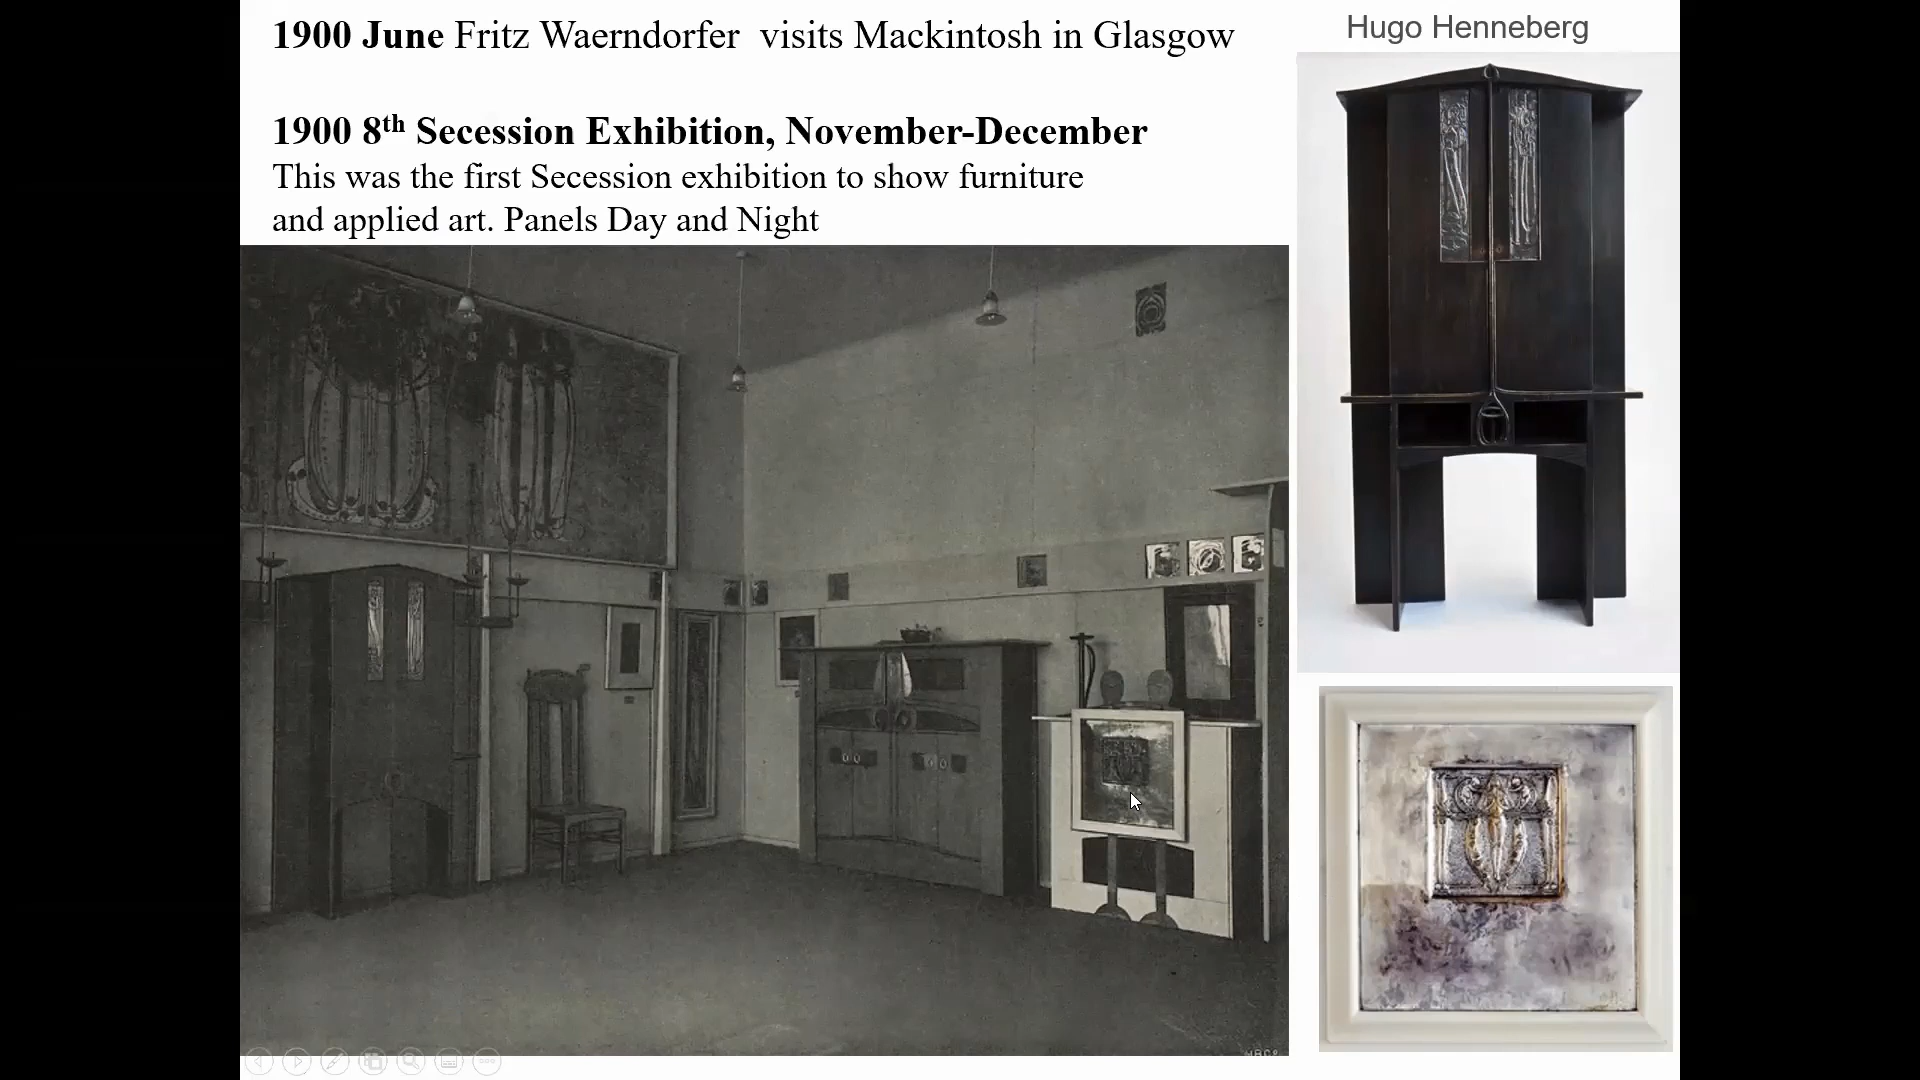 1900 June Fritz Waerndorfer  visits Mackintosh in Glasgow
Hugo Henneberg
1900 8th Secession Exhibition, November-December
This was the first Secession exhibition to show furniture
and applied art. Panels Day and Night